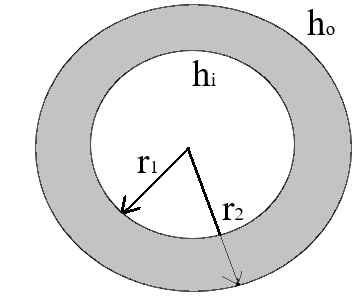 hₒ
hᵢ
r₁
r₂